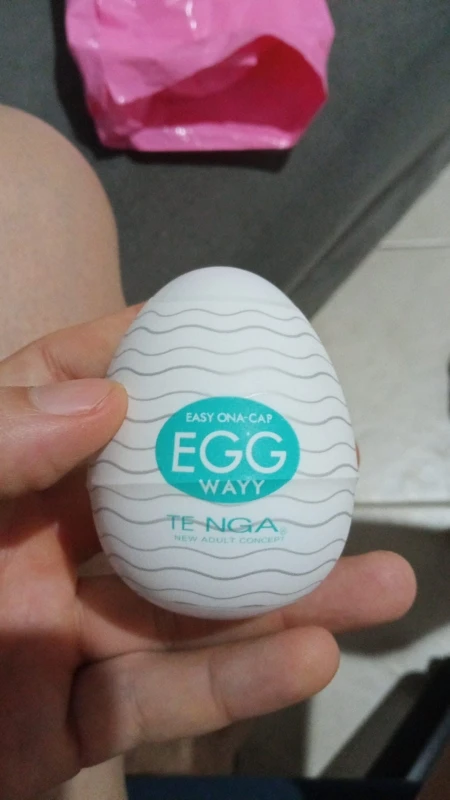 EASY ONA-CAP
EGG
WAVY
TENGA®
NEW ADULT CONCEPT